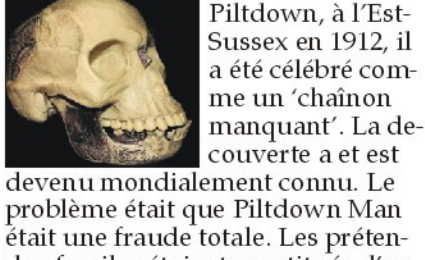 Piltdown, à l’Est-
Sussex en 1912, il
a été célébré com-
me un ‘chaînon
manquant’. La de-
couverte a et est
devenu mondialement connu. Le
problème était que Piltdown Man
était une fraude totale. Les préten-